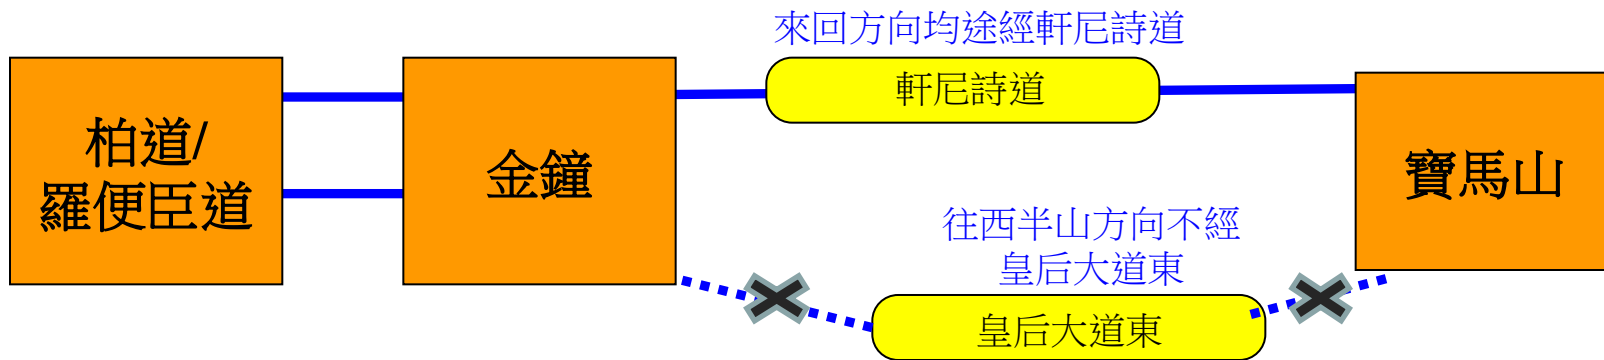 來回方向均途經軒尼詩道
軒尼詩道
柏道/
羅便臣道
金鐘
寶馬山
往西半山方向不經
皇后大道東
皇后大道東